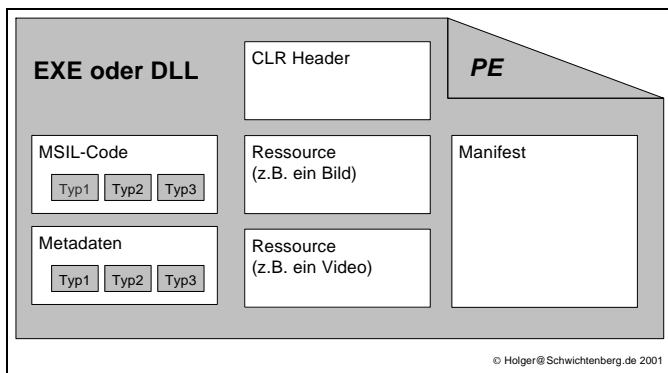 EXE oder DLL
CLR Header
PE
MSIL-Code
Typ1 Typ2 Typ3
Ressource
(z.B. ein Bild)
Manifest
Metadaten
Typ1 Typ2 Typ3
Ressource
(z.B. ein Video)
© Holger@Schwichtenberg.de 2001